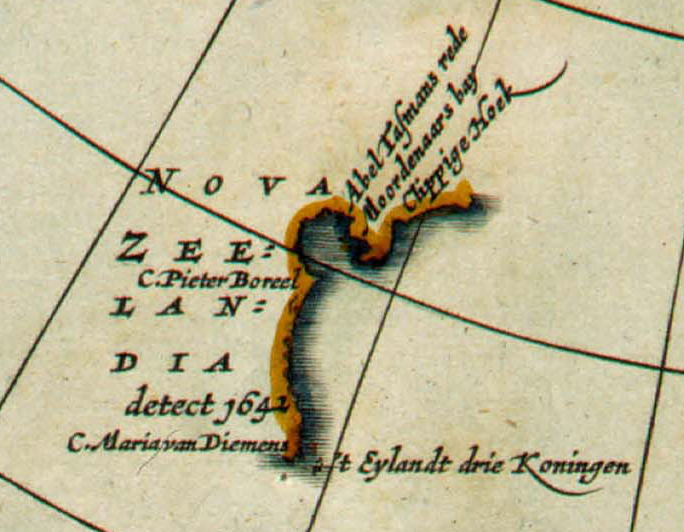 Abel Taſmans rede
Moordenaars bay
Clippige Hoek
NOVA
ZEE=
C. Pieter Boreel
LAN=
DIA
detect 1642
C. Maria van Diemens
't Eylandt drie Koningen